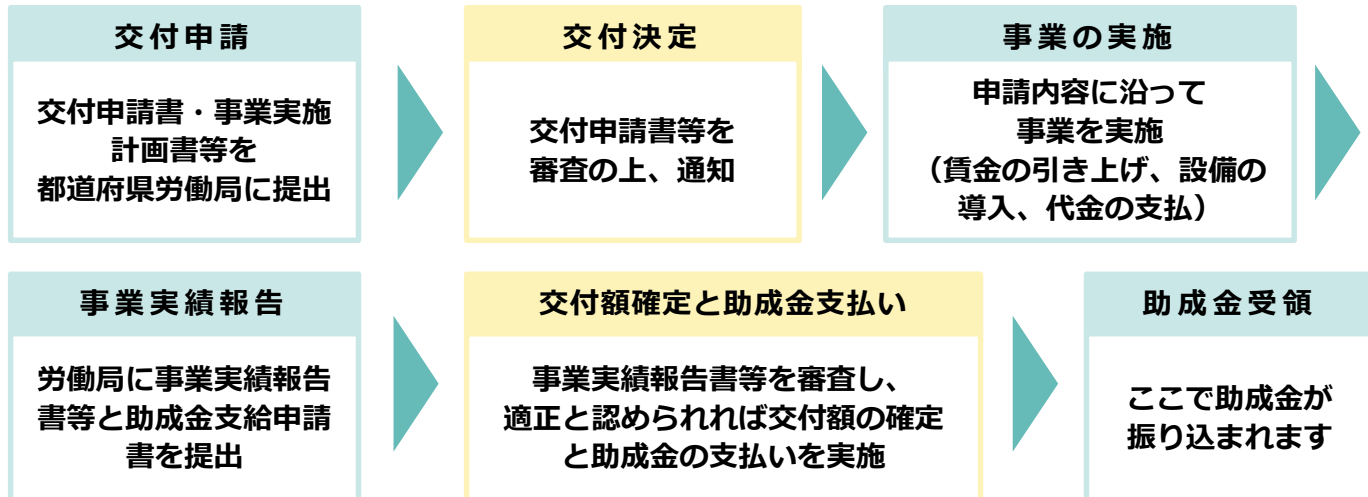 交付申請
交付申請書・事業実施
計画書等を
都道府県労働局に提出
交付決定
交付申請書等を
審査の上、通知
事業の実施
申請内容に沿って
事業を実施
（賃金の引き上げ、設備の
導入、代金の支払）
事業実績報告
労働局に事業実績報告
書等と助成金支給申請
書を提出
交付額確定と助成金支払い
事業実績報告書等を審査し、
適正と認められれば交付額の確定
と助成金の支払いを実施
助成金受領
ここで助成金が
振り込まれます